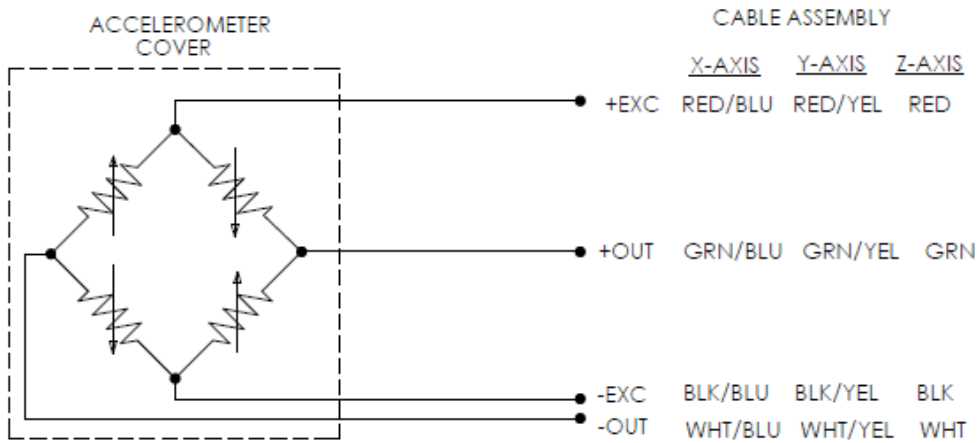 ACCELEROMETER
COVER
CABLE ASSEMBLY
X-AXIS Y-AXIS Z-AXIS
+EXC RED/BLU RED/YEL RED
+OUT GRN/BLU GRN/YEL GRN
-EXC BLK/BLU BLK/YEL BLK
-OUT WHT/BLU WHT/YEL WHT